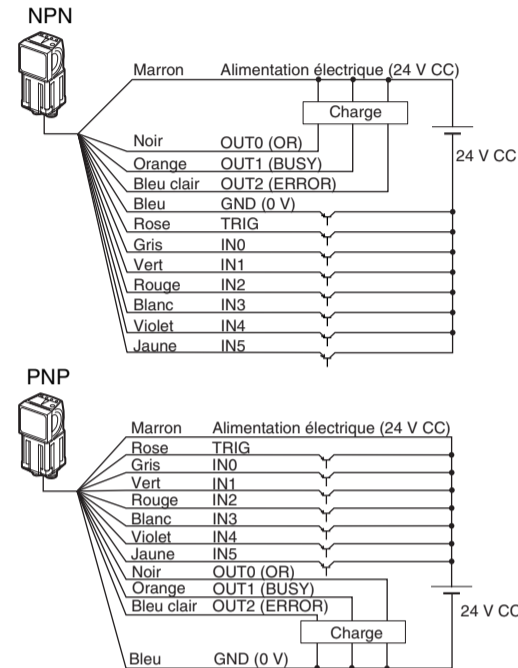 NPN
Marron Alimentation électrique (24 V CC)
Charge
24 V CC
Noir OUT0 (OR)
Orange OUT1 (BUSY)
Bleu clair OUT2 (ERROR)
Bleu GND (0 V)
Rose TRIG
Gris IN0
Vert IN1
Rouge IN2
Blanc IN3
Violet IN4
Jaune IN5
PNP
Marron Alimentation électrique (24 V CC)
Rose TRIG
Gris IN0
Vert IN1
Rouge IN2
Blanc IN3
Violet IN4
Jaune IN5
Noir OUT0 (OR)
Orange OUT1 (BUSY)
Bleu clair OUT2 (ERROR)
24 V CC
Charge
Bleu GND (0 V)